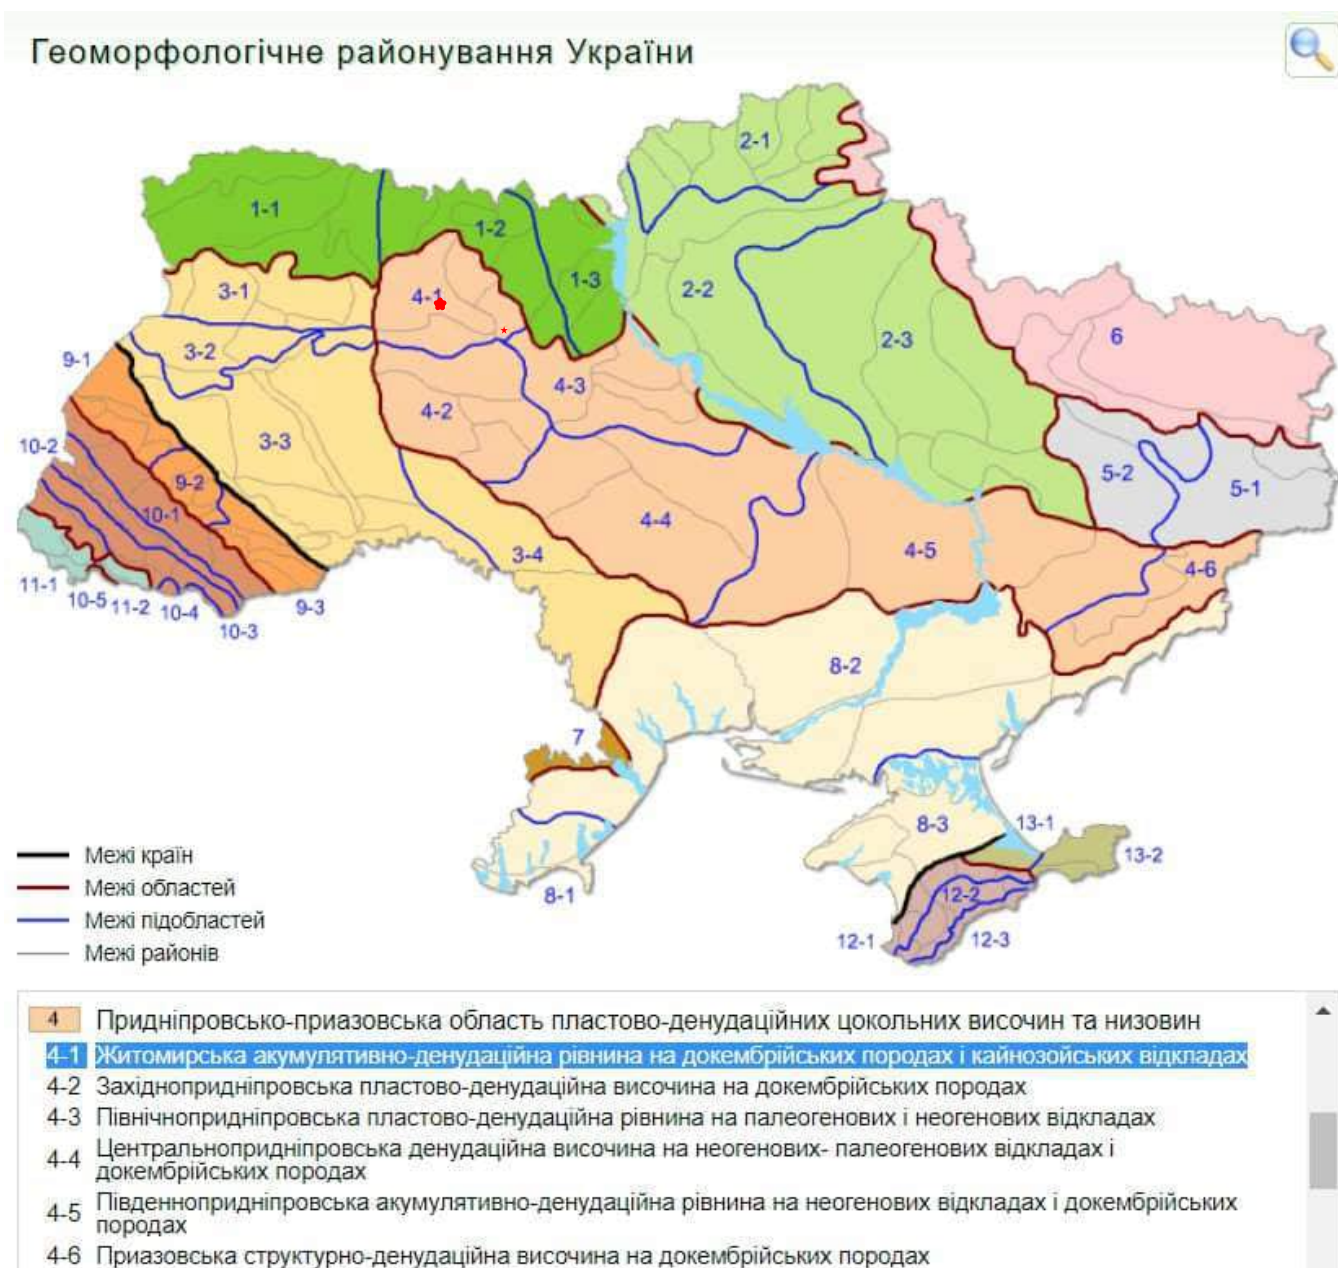 Геоморфологічне районування України
2-1
1-1
1-2
1-3
2-2
3-1
4-1
2-3
6
3-2
9-1
4-3
4-2
3-3
10-2
9-2
5-2
5-1
10-1
4-4
4-5
3-4
4-6
11-1
10-5
11-2
10-4
10-3
9-3
8-2
7
8-3
13-1
13-2
8-1
12-2
12-1
12-3
Межі країн
Межі областей
Межі підобластей
Межі районів
4 Придніпровсько-приазовська область пластово-денудаційних цокольних височин та низовин
4-1 Житомирська акумулятивно-денудаційна рівнина на докембрійських породах і кайнозойських відкладах
4-2 Західнопридніпровська пластово-денудаційна височина на докембрійських породах
4-3 Північнопридніпровська пластово-денудаційна рівнина на палеогенових і неогенових відкладах
4-4 Центральнопридніпровська денудаційна височина на неогенових- палеогенових відкладах і
докембрійських породах
4-5 Південнопридніпровська акумулятивно-денудаційна рівнина на неогенових відкладах і докембрійських
породах
4-6 Приазовська структурно-денудаційна височина на докембрійських породах